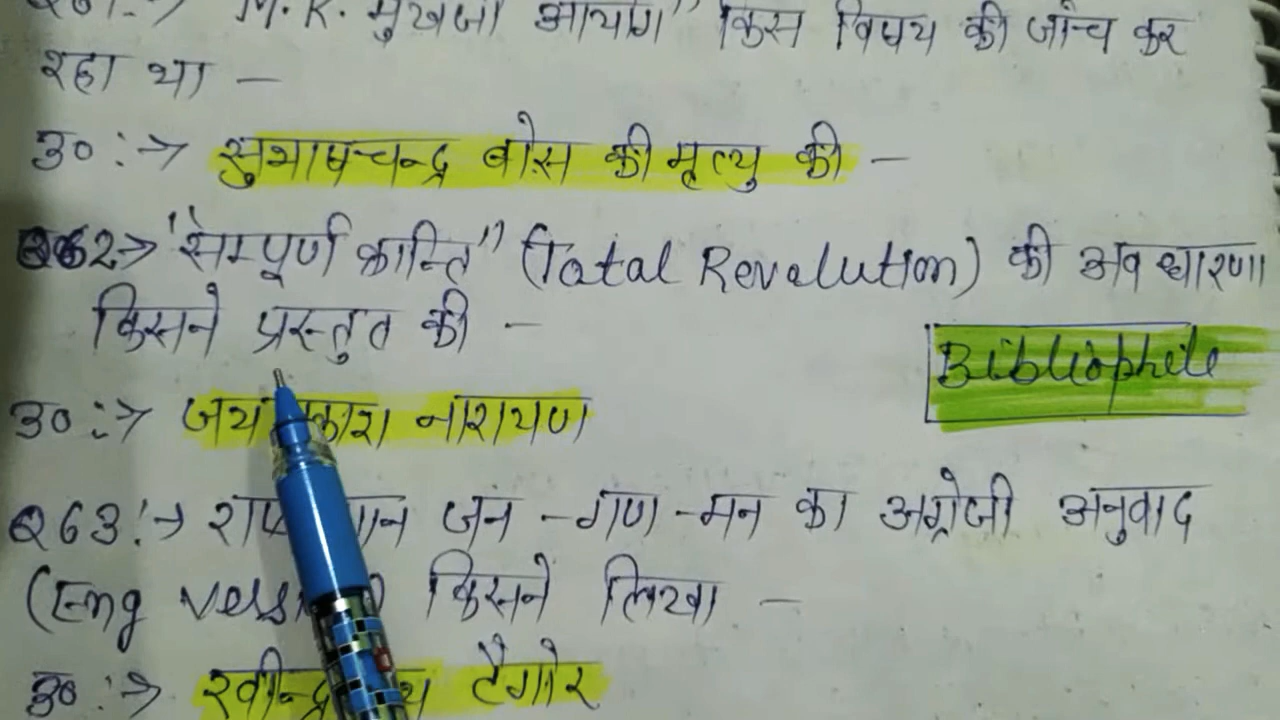 M.K. मुखर्जी आयोग" किस विषय की जाँच कर
रहा था –
उ० :→ सुभाषचन्द्र बोस की मृत्यु की –
Q62:→ "सम्पूर्ण क्रान्ति" (Total Revolution) की अवधारणा
किसने प्रस्तुत की –
Bibliophile
उ० :→ नारायण
Q63:→ जन – गण – मन का अंग्रेजी अनुवाद
(Eng किसने लिखा –
उ० :→ टैगोर